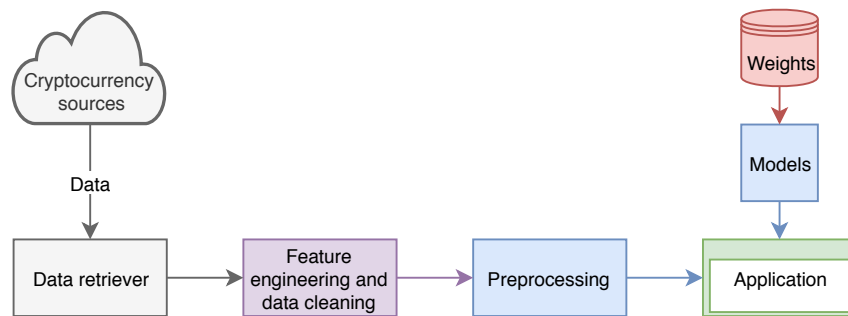 Cryptocurrency
sources
Weights
Models
Data
Data retriever
Feature
engineering and
data cleaning
Preprocessing
Application